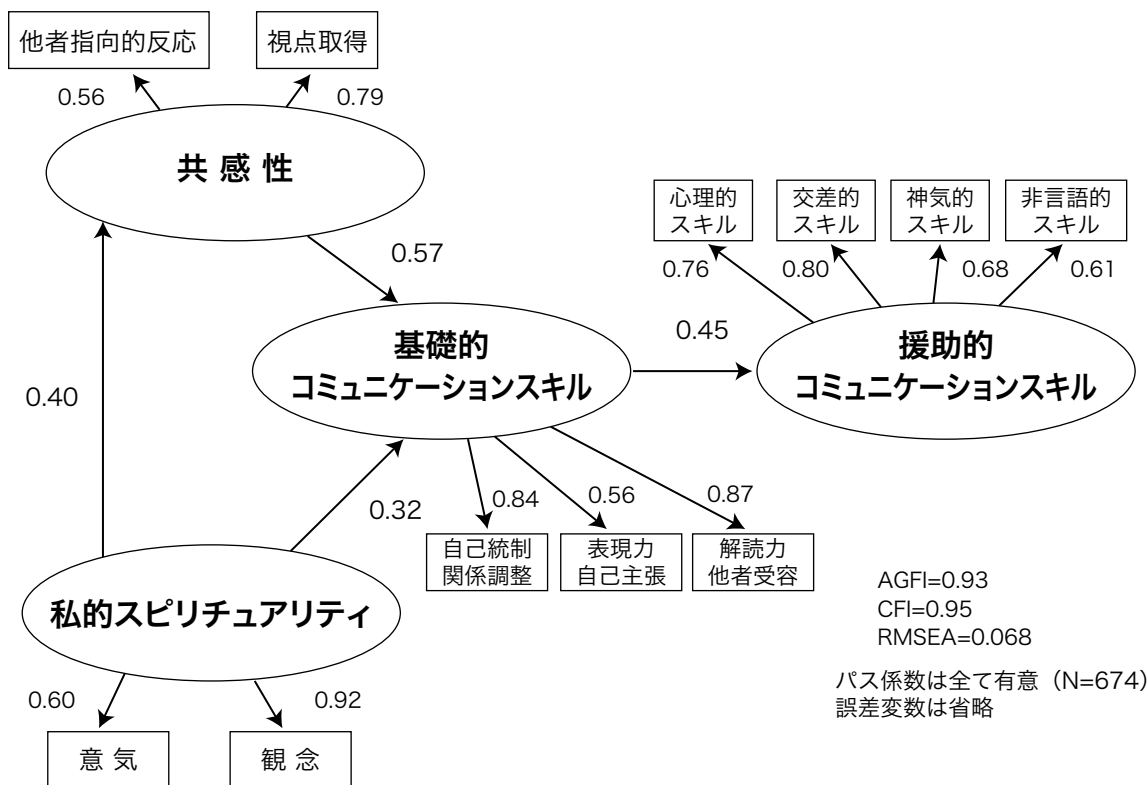 他者指向的反応
視点取得
0.56
0.79
共 感 性
心理的
スキル
交差的
スキル
神気的
スキル
非言語的
スキル
0.76
0.80
0.68
0.61
0.57
基礎的
コミュニケーションスキル
0.45
援助的
コミュニケーションスキル
0.40
0.32
0.84
0.56
0.87
自己統制
関係調整
表現力
自己主張
解読力
他者受容
私的スピリチュアリティ
0.60
0.92
意 気
観 念
AGFI=0.93
CFI=0.95
RMSEA=0.068
パス係数は全て有意（N=674）
誤差変数は省略